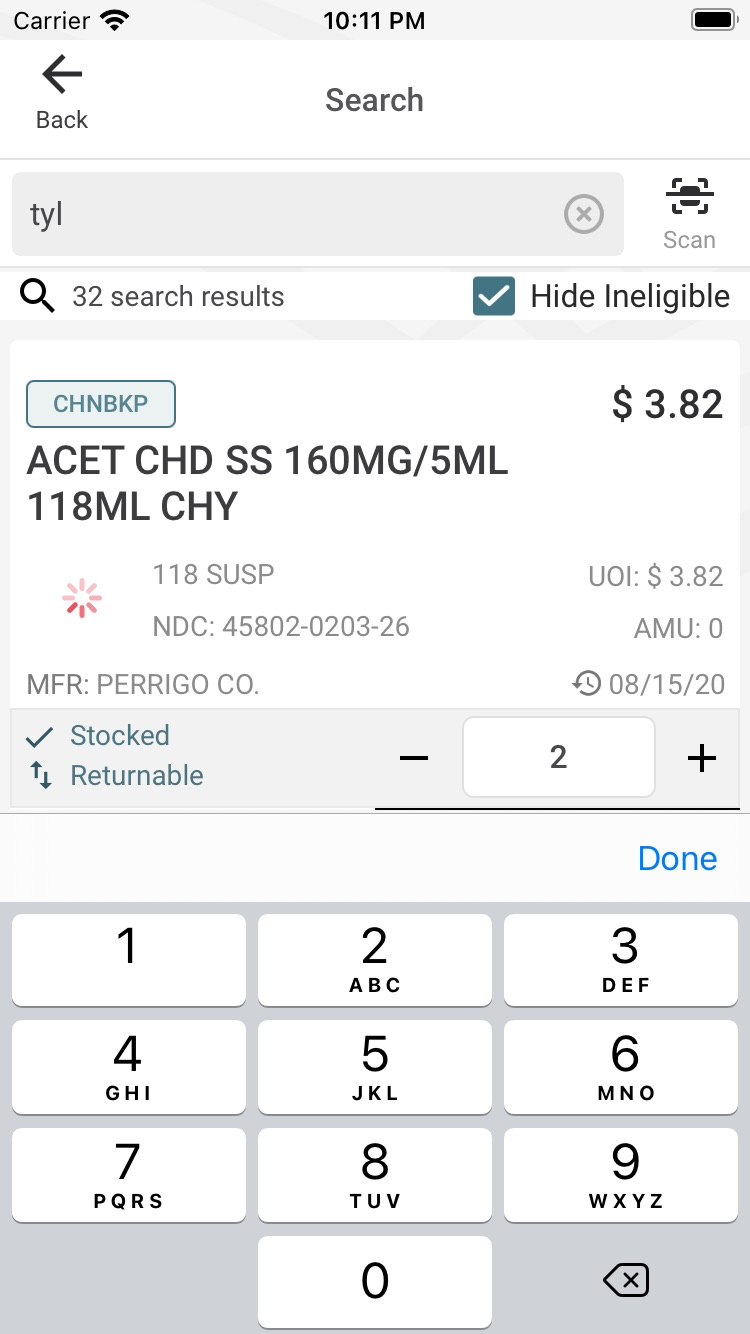 Carrier 10:11 PM
Back
Search
tyl
Scan
32 search results Hide Ineligible
CHNBKP $ 3.82
ACET CHD SS 160MG/5ML
118ML CHY
118 SUSP UOI: $ 3.82
NDC: 45802-0203-26 AMU: 0
MFR: PERRIGO CO. 08/15/20
Stocked
Returnable
2
Done
1 2 3
ABC DEF
4 5 6
GHI JKL MNO
7 8 9
PQRS TUV WXYZ
0